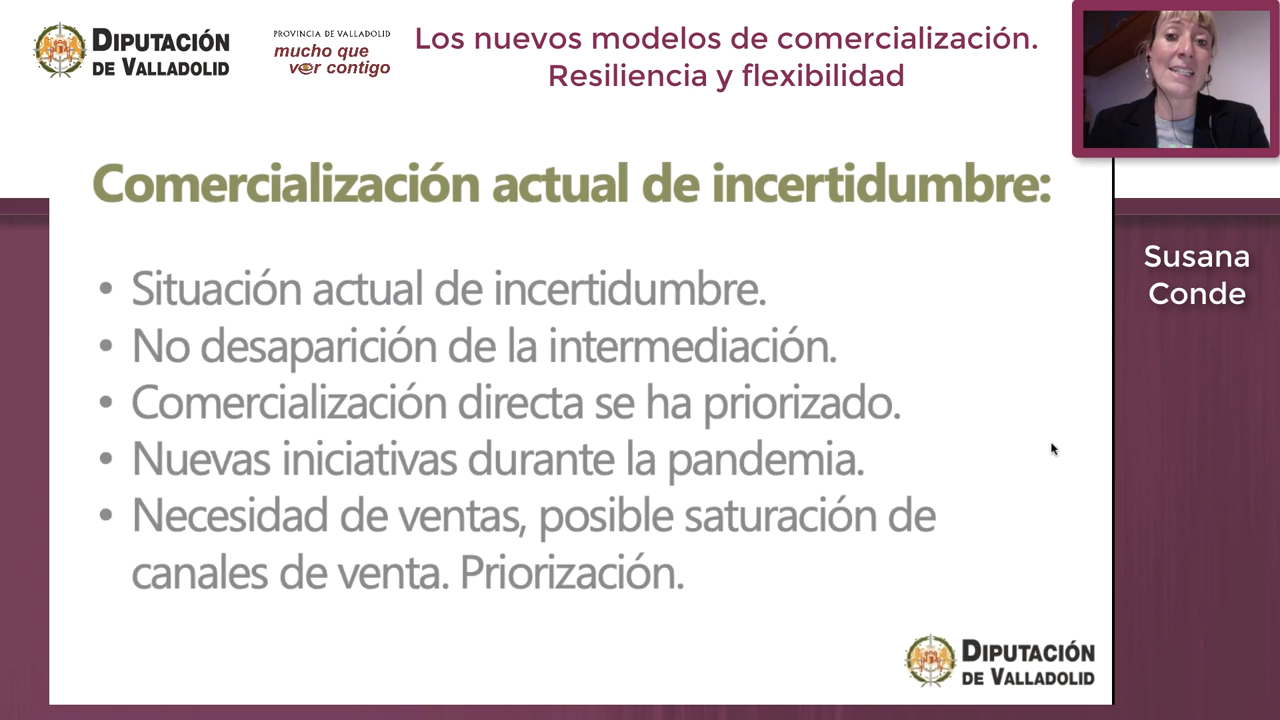 DIPUTACIÓN
DE VALLADOLID
PROVINCIA DE VALLADOLID
mucho que
ver contigo
Los nuevos modelos de comercialización.
Resiliencia y flexibilidad
Comercialización actual de incertidumbre:
• Situación actual de incertidumbre.
• No desaparición de la intermediación.
• Comercialización directa se ha priorizado.
• Nuevas iniciativas durante la pandemia.
• Necesidad de ventas, posible saturación de
canales de venta. Priorización.
Susana
Conde
DIPUTACIÓN
DE VALLADOLID